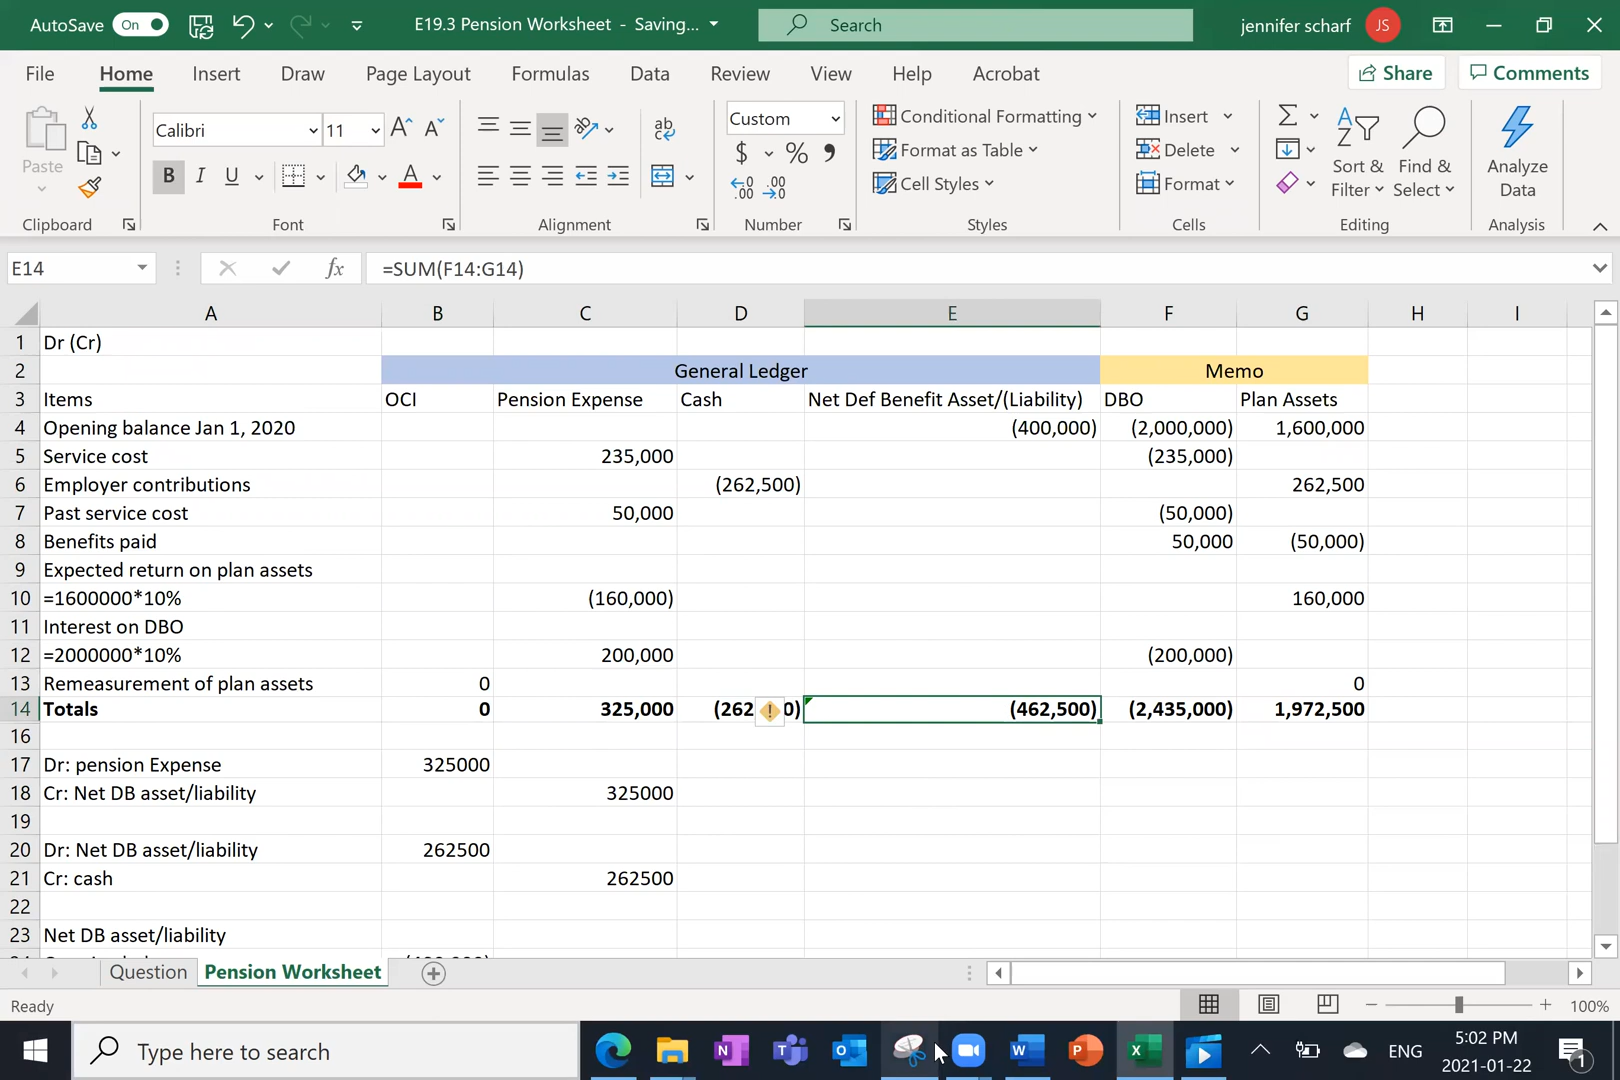 AutoSave On E19.3 Pension Worksheet - Saving... Search jennifer scharf JS
File Home Insert Draw Page Layout Formulas Data Review View Help Acrobat Share Comments
Paste
Clipboard
Calibri 11
B I U A
Font
ab
Alignment
Custom
$ % 9
Number
Conditional Formatting
Format as Table
Cell Styles
Styles
Insert
Delete
Format
Cells
Sort & Filter
Find & Select
Editing
Analyze Data
Analysis
E14 fx =SUM(F14:G14)
A B C D E F G H I
1 Dr (Cr)
2 General Ledger Memo
3 Items OCI Pension Expense Cash Net Def Benefit Asset/(Liability) DBO Plan Assets
4 Opening balance Jan 1, 2020 (400,000) (2,000,000) 1,600,000
5 Service cost 235,000 (235,000)
6 Employer contributions (262,500) 262,500
7 Past service cost 50,000 (50,000)
8 Benefits paid 50,000 (50,000)
9 Expected return on plan assets
10 =1600000*10% (160,000) 160,000
11 Interest on DBO
12 =2000000*10% 200,000 (200,000)
13 Remeasurement of plan assets 0 0
14 Totals 0 325,000 (262 0) (462,500) (2,435,000) 1,972,500
16
17 Dr: pension Expense 325000
18 Cr: Net DB asset/liability 325000
19
20 Dr: Net DB asset/liability 262500
21 Cr: cash 262500
22
23 Net DB asset/liability
Question Pension Worksheet
Ready 100%
Type here to search ENG 5:02 PM
2021-01-22 1